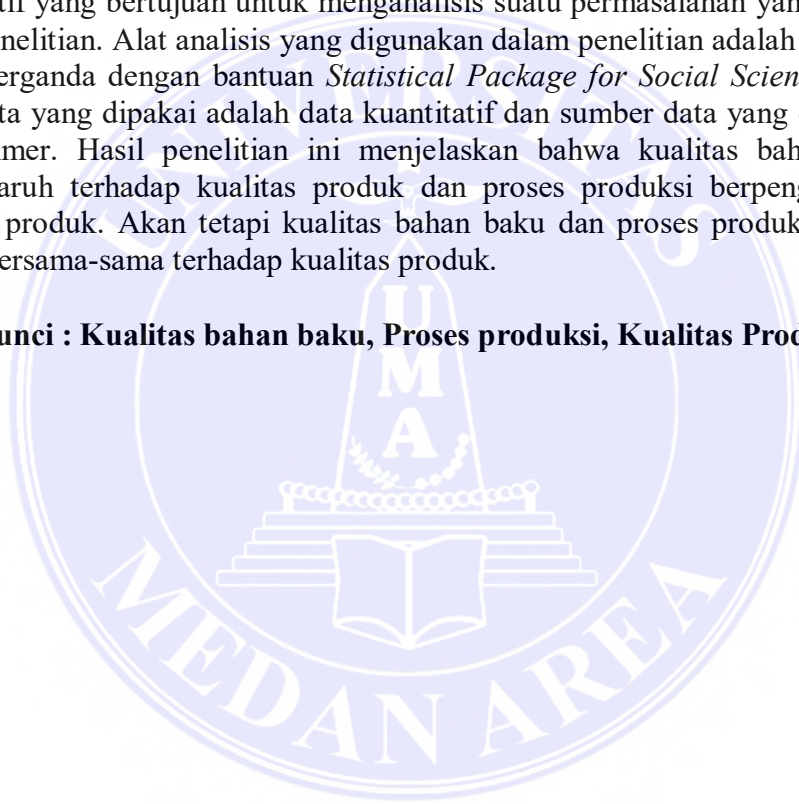 tif yang bertujuan untuk menganalisis suatu permasalahan yan
nelitian. Alat analisis yang digunakan dalam penelitian adalah
erganda dengan bantuan Statistical Package for Social Scien
ta yang dipakai adalah data kuantitatif dan sumber data yang
imer. Hasil penelitian ini menjelaskan bahwa kualitas bah
aruh terhadap kualitas produk dan proses produksi berpeng
produk. Akan tetapi kualitas bahan baku dan proses produk
ersama-sama terhadap kualitas produk.
unci : Kualitas bahan baku, Proses produksi, Kualitas Prod
UNIVERSITAS
U
M
A
MEDAN AREA